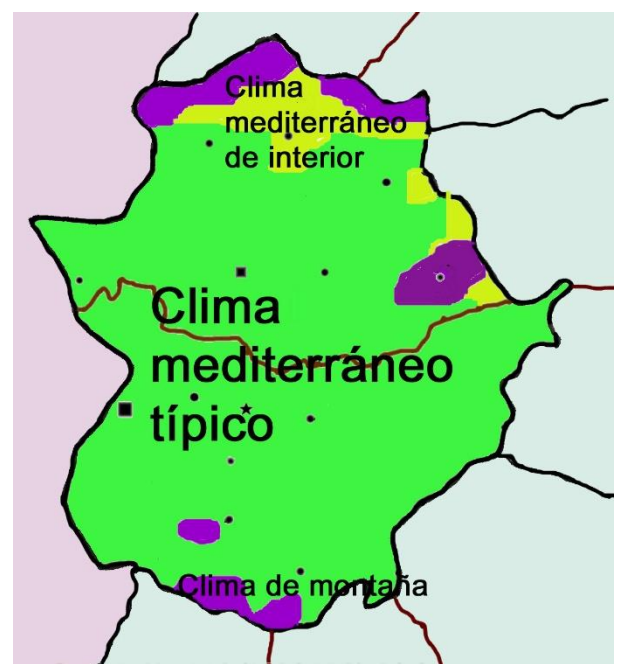 Clima
mediterráneo
de interior
Clima
mediterráneo
típico
Clima de montaña